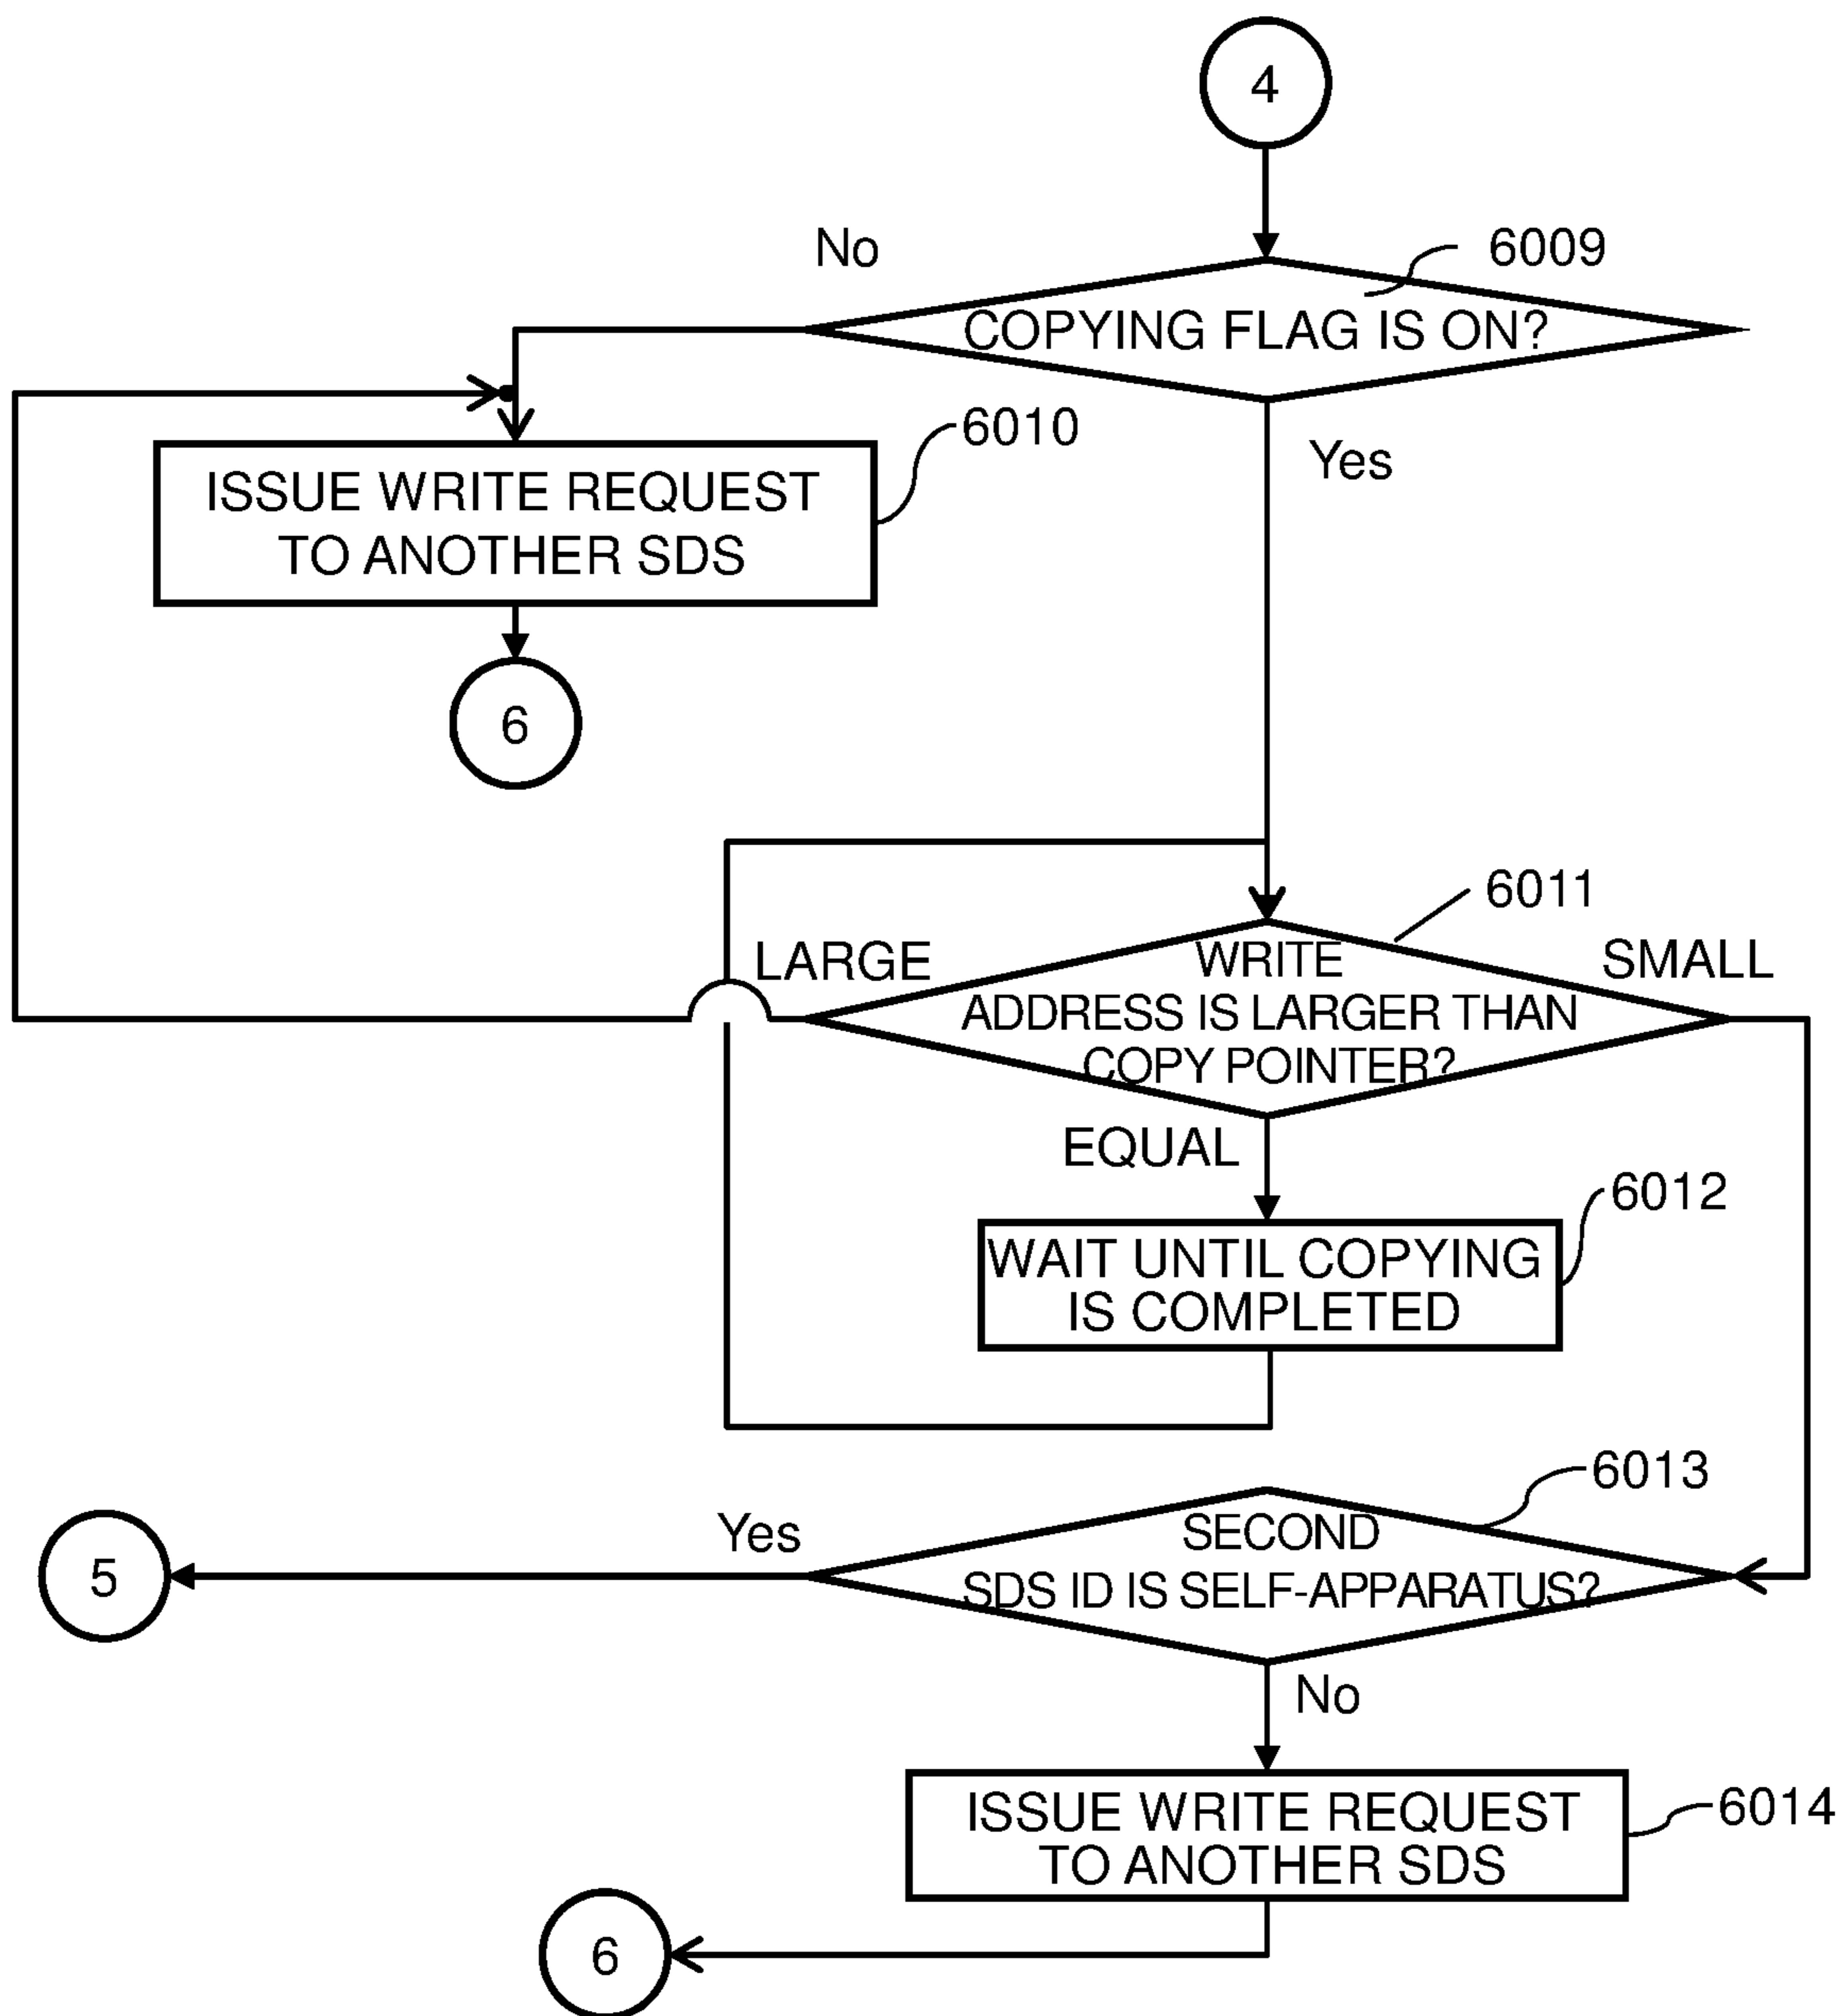 4
No
6009
COPYING FLAG IS ON?
6010
Yes
ISSUE WRITE REQUEST
TO ANOTHER SDS
6
6011
LARGE
WRITE
SMALL
ADDRESS IS LARGER THAN
COPY POINTER?
EQUAL
6012
WAIT UNTIL COPYING
IS COMPLETED
6013
Yes
SECOND
5
SDS ID IS SELF-APPARATUS?
No
ISSUE WRITE REQUEST
6014
TO ANOTHER SDS
6